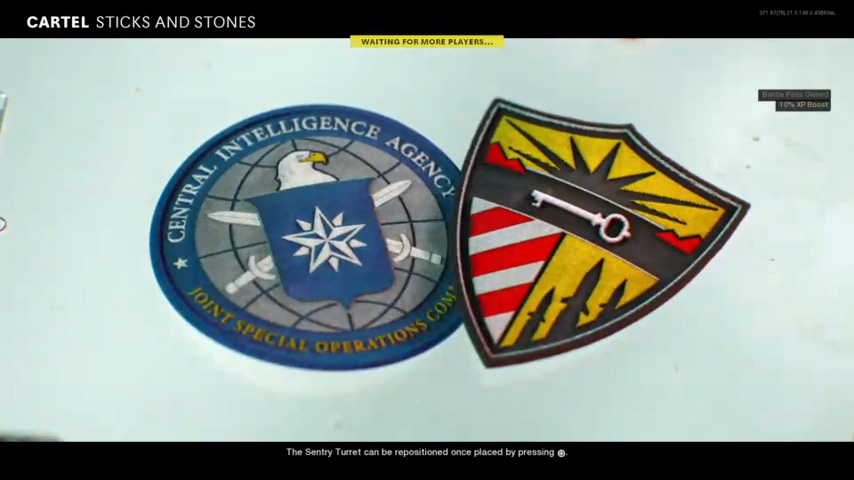 CARTEL STICKS AND STONES
WAITING FOR MORE PLAYERS...
Battle Pass Owned
10% XP Boost
CENTRAL INTELLIGENCE AGENCY
JOINT SPECIAL OPERATIONS COM
The Sentry Turret can be repositioned once placed by pressing